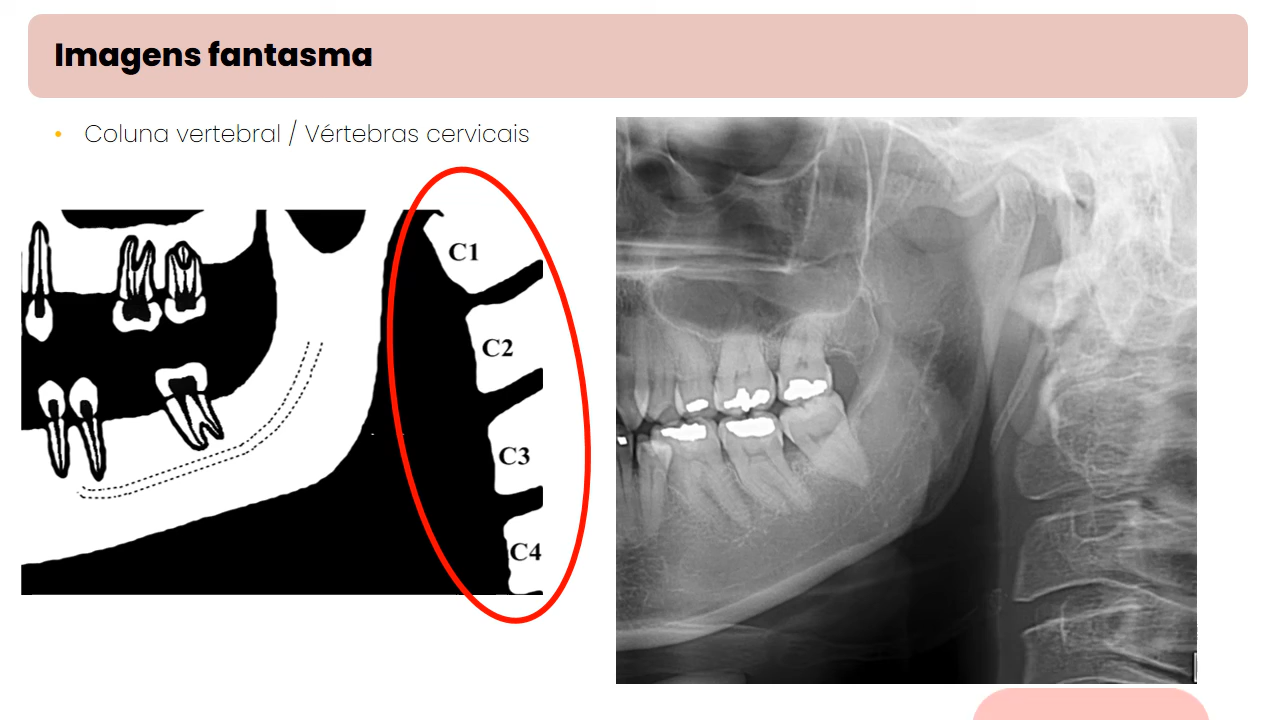 Imagens fantasma
• Coluna vertebral / Vértebras cervicais
C1
C2
C3
C4